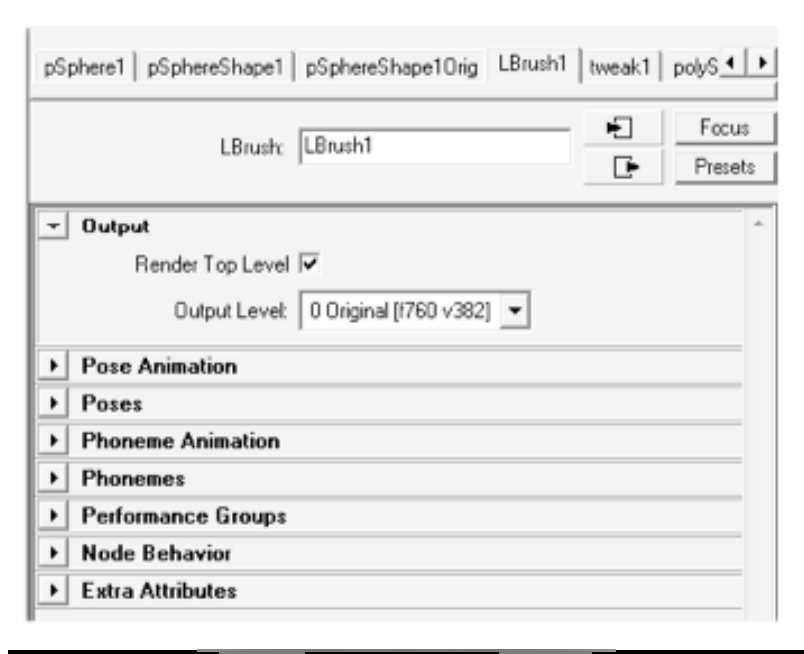 pSphere1 pSphereShape1 pSphereShape1Orig LBrush1 tweak1 polyS
LBrush: LBrush1 Focus
Presets
Output
Render Top Level
Output Level: 0 Original [f760 v382]
Pose Animation
Poses
Phoneme Animation
Phonemes
Performance Groups
Node Behavior
Extra Attributes